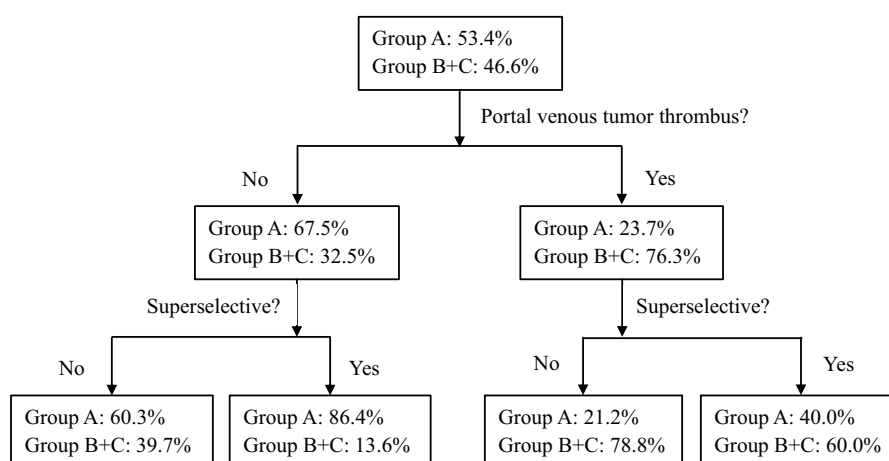 Group A: 53.4%
Group B+C: 46.6%
Portal venous tumor thrombus?
No
Yes
Group A: 67.5%
Group B+C: 32.5%
Group A: 23.7%
Group B+C: 76.3%
Superselective?
Superselective?
No
Yes
No
Yes
Group A: 60.3%
Group B+C: 39.7%
Group A: 86.4%
Group B+C: 13.6%
Group A: 21.2%
Group B+C: 78.8%
Group A: 40.0%
Group B+C: 60.0%